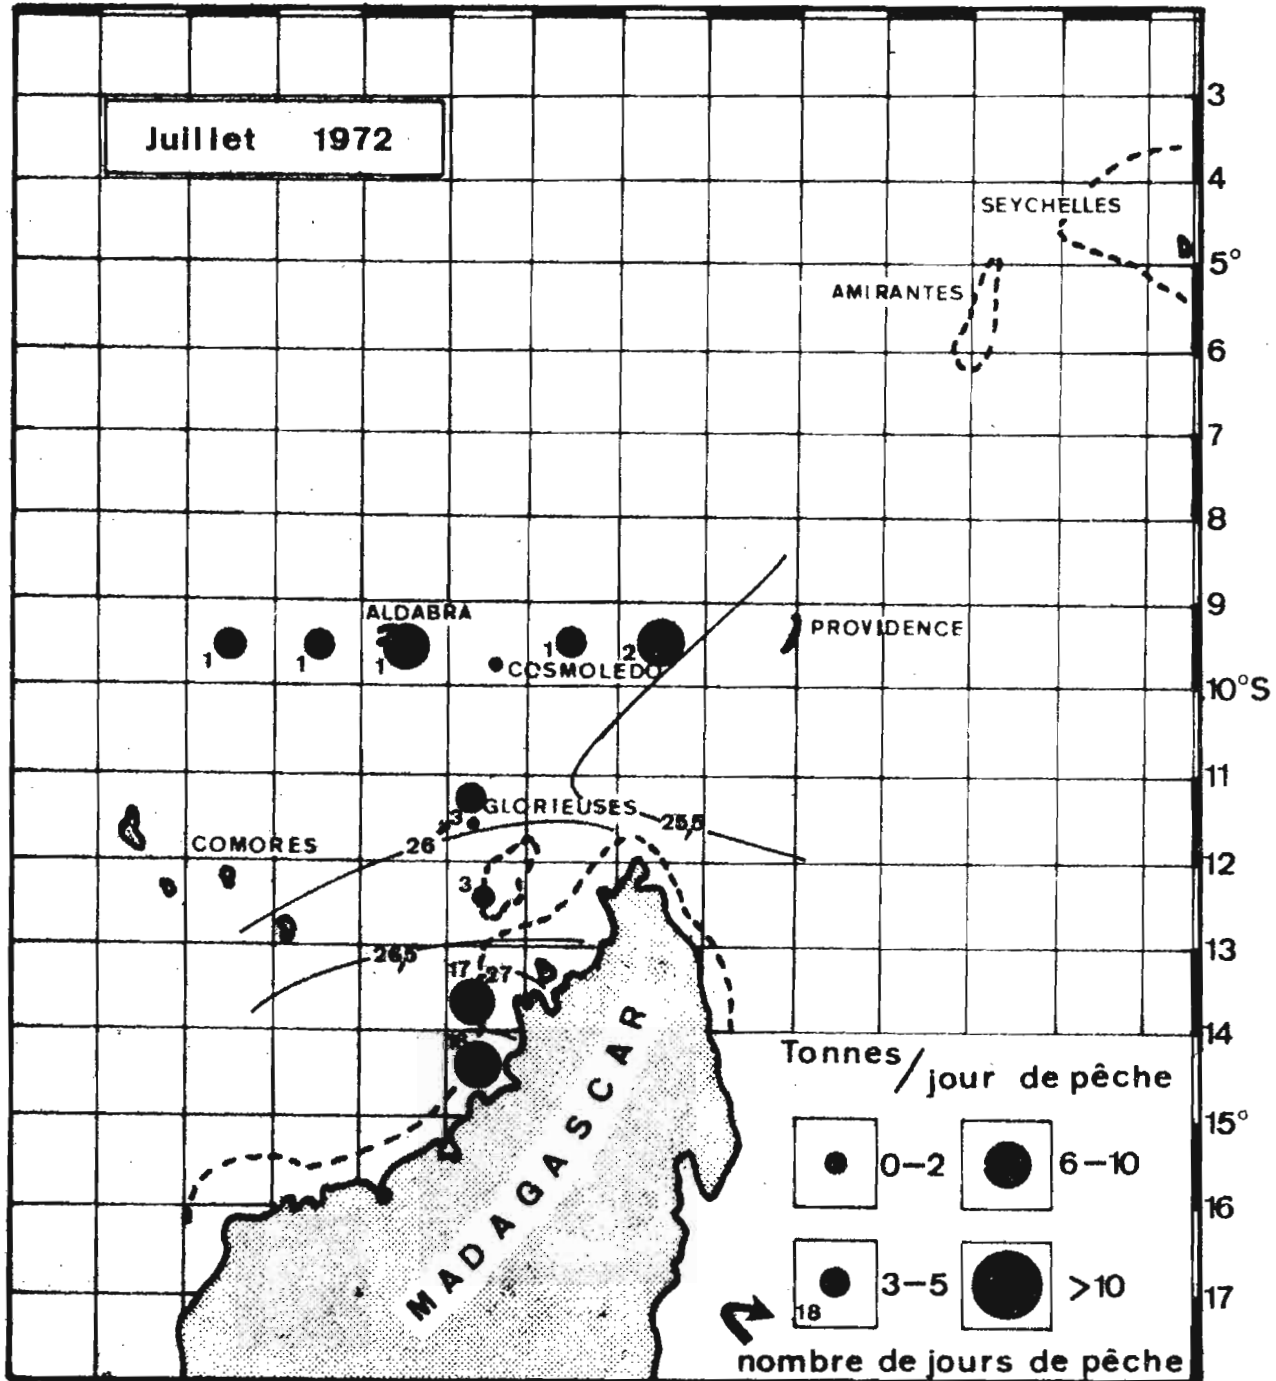 Juillet 1972
3
4
SEYCHELLES
5°
AMIRANTES
6
7
8
9
ALDABRA
PROVIDENCE
1
1
1
1
2
COSMOLEDO
10°S
11
GLORIEUSES
3
25,5
COMORES
26
12
3
13
26,5
17
27
14
MADAGASCAR
Tonnes/jour de pêche
15°
0-2
6-10
16
3-5
>10
17
18
nombre de jours de pêche